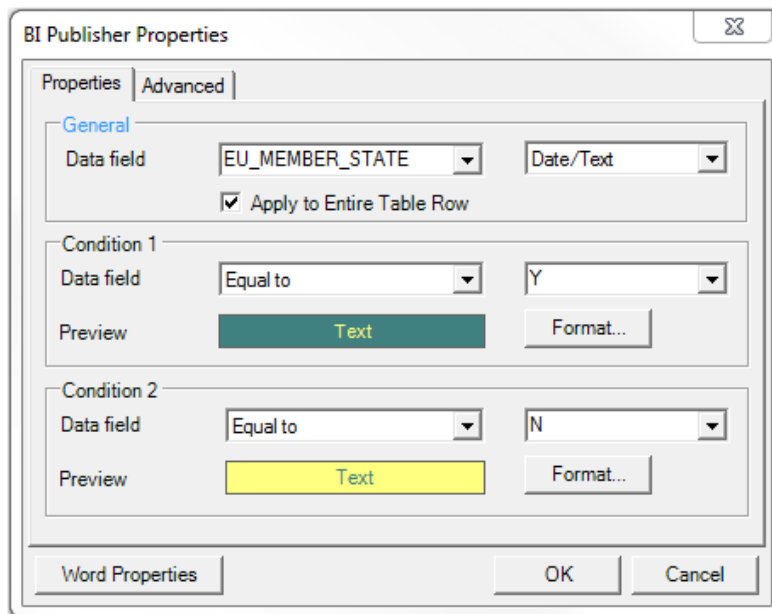 BI Publisher Properties
Properties Advanced
General
Data field EU_MEMBER_STATE Date/Text
Apply to Entire Table Row
Condition 1
Data field Equal to Y
Preview Text Format...
Condition 2
Data field Equal to N
Preview Text Format...
Word Properties OK Cancel